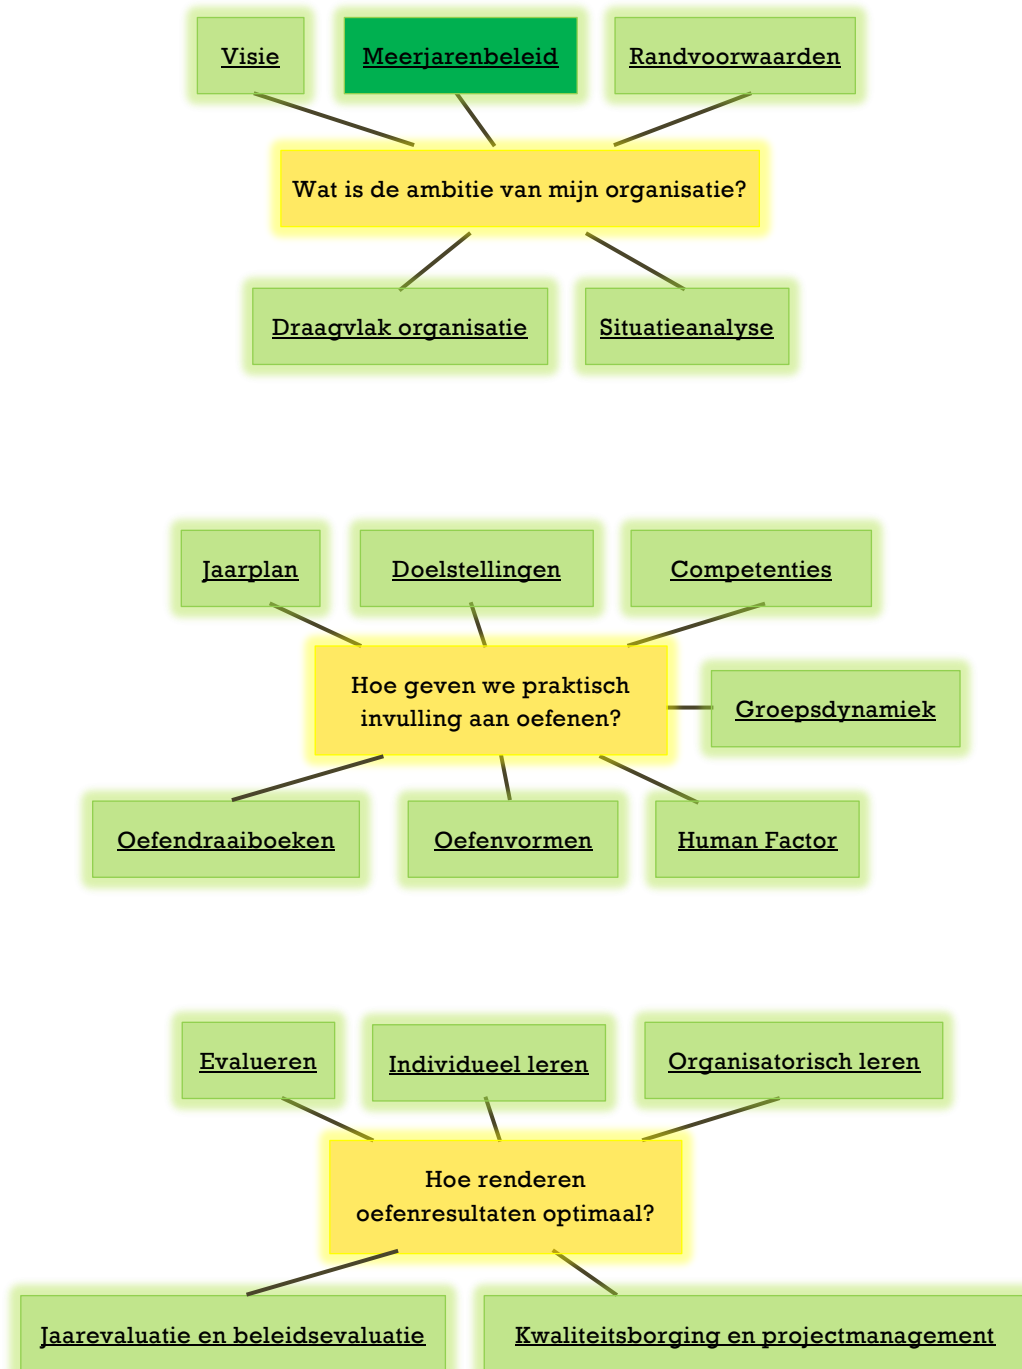 Visie
Meerjarenbeleid
Randvoorwaarden
Wat is de ambitie van mijn organisatie?
Draagvlak organisatie
Situatieanalyse
Jaarplan
Doelstellingen
Competenties
Hoe geven we praktisch
invulling aan oefenen?
Groepsdynamiek
Oefendraaiboeken
Oefenvormen
Human Factor
Evalueren
Individueel leren
Organisatorisch leren
Hoe renderen
oefenresultaten optimaal?
Jaarevaluatie en beleidsevaluatie
Kwaliteitsborging en projectmanagement